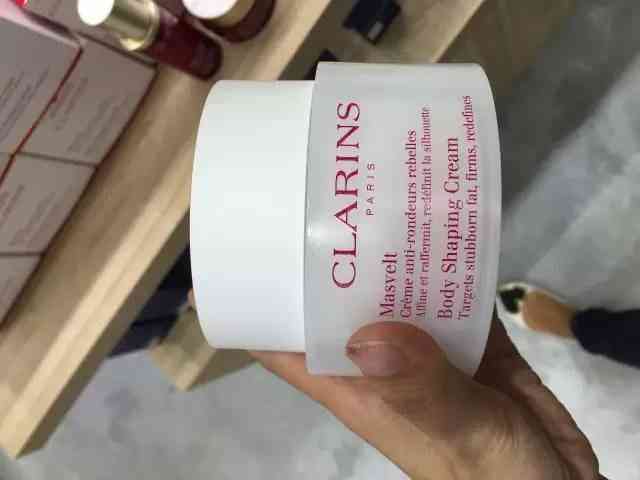 CLARINS
PARIS
Masvelt
Crème anti-rondeurs rebelles
Affine et raffermit, redéfinit la silhouette
Body Shaping Cream
Targets stubborn fat, firms, redefines